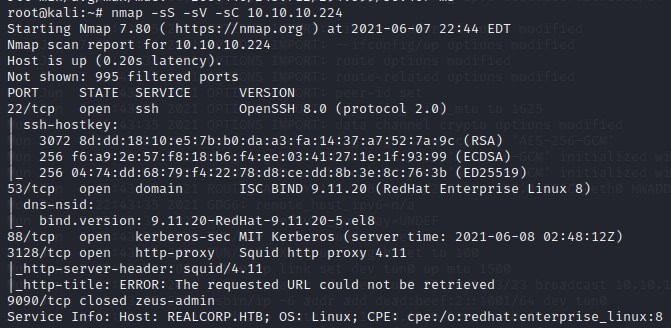 root@kali:~# nmap -sS -sV -sC 10.10.10.224
Starting Nmap 7.80 ( https://nmap.org ) at 2021-06-07 22:44 EDT
Nmap scan report for 10.10.10.224
Host is up (0.20s latency).
Not shown: 995 filtered ports
PORT     STATE  SERVICE      VERSION
22/tcp   open   ssh          OpenSSH 8.0 (protocol 2.0)
| ssh-hostkey:
|   3072 8d:dd:18:10:e5:7b:b0:da:a3:fa:14:37:a7:52:7a:9c (RSA)
|   256 f6:a9:2e:57:f8:18:b6:f4:ee:03:41:27:1e:1f:93:99 (ECDSA)
|_  256 04:74:dd:68:79:f4:22:78:d8:ce:dd:8b:3e:8c:76:3b (ED25519)
53/tcp   open   domain       ISC BIND 9.11.20 (RedHat Enterprise Linux 8)
| dns-nsid:
|_  bind.version: 9.11.20-RedHat-9.11.20-5.el8
88/tcp   open   kerberos-sec MIT Kerberos (server time: 2021-06-08 02:48:12Z)
3128/tcp open   http-proxy   Squid http proxy 4.11
|_http-server-header: squid/4.11
|_http-title: ERROR: The requested URL could not be retrieved
9090/tcp closed zeus-admin
Service Info: Host: REALCORP.HTB; OS: Linux; CPE: cpe:/o:redhat:enterprise_linux:8